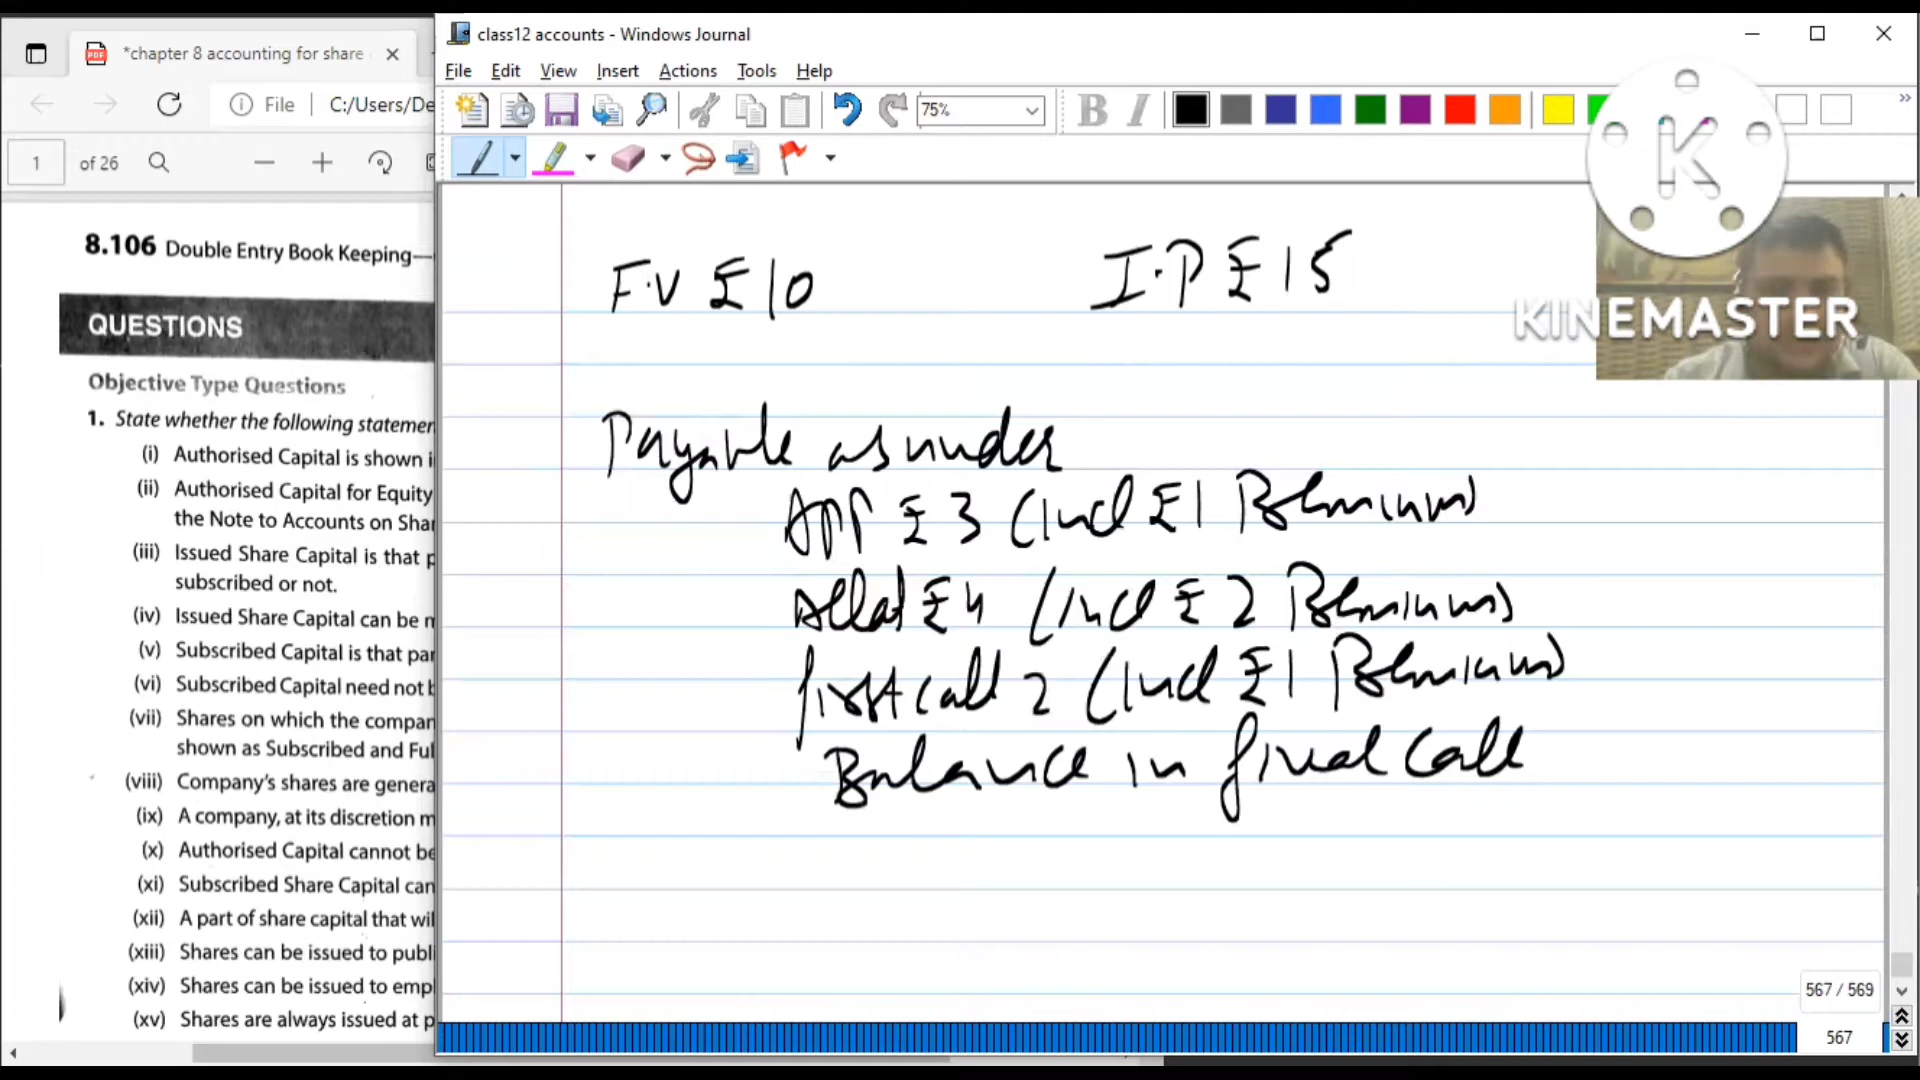 *chapter 8 accounting for share
class12 accounts - Windows Journal
File Edit View Insert Actions Tools Help
File C:/Users/De
75%
B I
1 of 26
K
KINEMASTER
8.106 Double Entry Book Keeping—
QUESTIONS
Objective Type Questions
1. State whether the following statemen
(i) Authorised Capital is shown i
(ii) Authorised Capital for Equity
the Note to Accounts on Shar
(iii) Issued Share Capital is that p
subscribed or not.
(iv) Issued Share Capital can be n
(v) Subscribed Capital is that par
(vi) Subscribed Capital need not b
(vii) Shares on which the compan
shown as Subscribed and Ful
(viii) Company's shares are genera
(ix) A company, at its discretion m
(x) Authorised Capital cannot be
(xi) Subscribed Share Capital can
(xii) A part of share capital that wil
(xiii) Shares can be issued to publi
(xiv) Shares can be issued to empl
(xv) Shares are always issued at p
F.V ₹ 10 I.P ₹ 15
Payable as under
App ₹ 3 (incl ₹ 1 Premium)
Allot ₹ 4 (incl ₹ 2 Premium)
first call 2 (incl ₹ 1 Premium)
Balance in final call
567 / 569
567